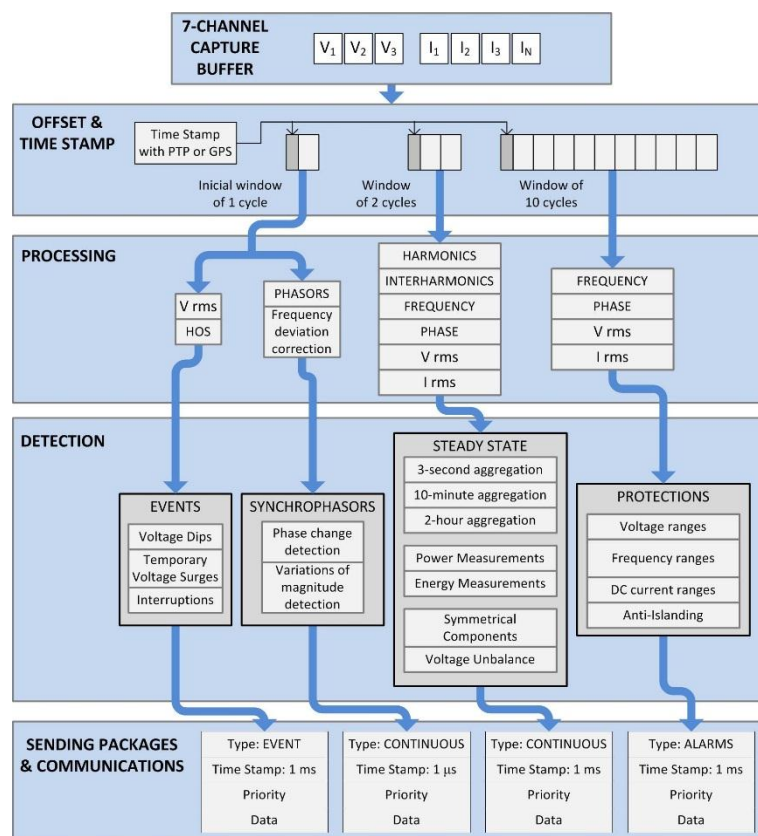 7-CHANNEL
CAPTURE
BUFFER
V1 V2 V3 I1 I2 I3 IN
OFFSET &
TIME STAMP
Time Stamp
with PTP or GPS
Inicial window
of 1 cycle
Window
of 2 cycles
Window of
10 cycles
PROCESSING
V rms
HOS
PHASORS
Frequency
deviation
correction
HARMONICS
INTERHARMONICS
FREQUENCY
PHASE
V rms
I rms
FREQUENCY
PHASE
V rms
I rms
DETECTION
EVENTS
Voltage Dips
Temporary
Voltage Surges
Interruptions
SYNCHROPHASORS
Phase change
detection
Variations of
magnitude
detection
STEADY STATE
3-second aggregation
10-minute aggregation
2-hour aggregation
Power Measurements
Energy Measurements
Symmetrical
Components
Voltage Unbalance
PROTECTIONS
Voltage ranges
Frequency ranges
DC current ranges
Anti-Islanding
SENDING PACKAGES
& COMMUNICATIONS
Type: EVENT
Time Stamp: 1 ms
Priority
Data
Type: CONTINUOUS
Time Stamp: 1 µs
Priority
Data
Type: CONTINUOUS
Time Stamp: 1 ms
Priority
Data
Type: ALARMS
Time Stamp: 1 ms
Priority
Data